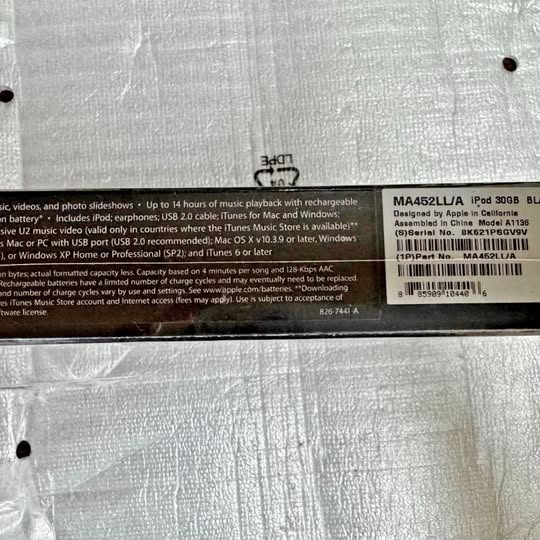 LDPE
sic, videos, and photo slideshows • Up to 14 hours of music playback with rechargeable
on battery* • Includes iPod; earphones; USB 2.0 cable; iTunes for Mac and Windows;
sive U2 music video (valid only in countries where the iTunes Music Store is available)**
s Mac or PC with USB port (USB 2.0 recommended); Mac OS X v10.3.9 or later, Windows
), or Windows XP Home or Professional (SP2); and iTunes 6 or later
n bytes; actual formatted capacity less. Capacity based on 4 minutes per song and 128-Kbps AAC
Rechargeable batteries have a limited number of charge cycles and may eventually need to be replaced.
and number of charge cycles vary by use and settings. See www.apple.com/batteries. **Downloading
es iTunes Music Store account and Internet access (fees may apply). Use is subject to acceptance of
ftware license.
826-7441-A
MA452LL/A iPod 30GB BLA
Designed by Apple in California
Assembled in China Model A1136
(S)Serial No. 8K621PSGV9V
(1P)Part No. MA452LL/A
8 85909 10440 6